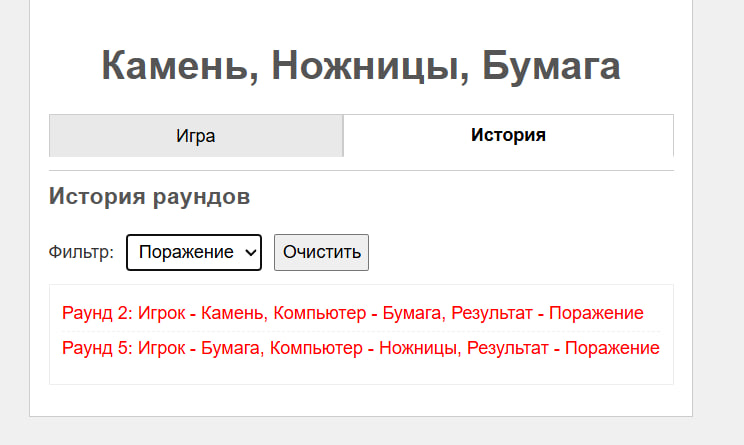 Камень, Ножницы, Бумага
Игра История
История раундов
Фильтр: Поражение Очистить
Раунд 2: Игрок - Камень, Компьютер - Бумага, Результат - Поражение
Раунд 5: Игрок - Бумага, Компьютер - Ножницы, Результат - Поражение